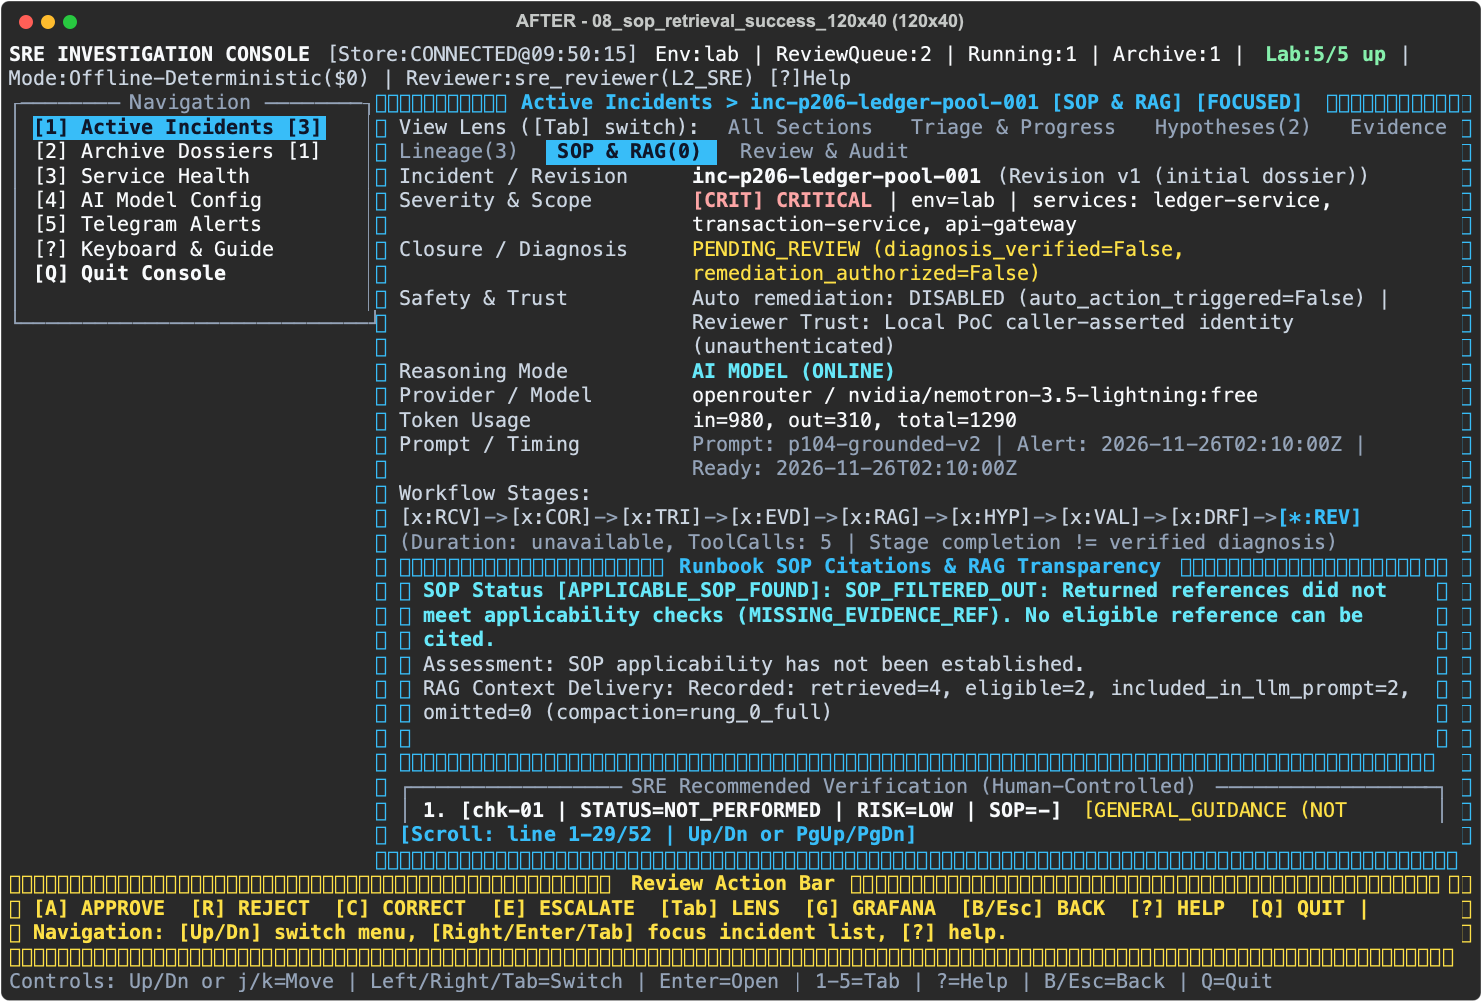 AFTER - 08_sop_retrieval_success_120x40 (120x40)
SRE INVESTIGATION CONSOLE [Store:CONNECTED@09:50:15] Env:lab | ReviewQueue:2 | Running:1 | Archive:1 | Lab:5/5 up |
Mode:Offline-Deterministic($0) | Reviewer:sre_reviewer(L2_SRE) [?]Help
Navigation
[1] Active Incidents [3]
[2] Archive Dossiers [1]
[3] Service Health
[4] AI Model Config
[5] Telegram Alerts
[?] Keyboard & Guide
[Q] Quit Console
Active Incidents > inc-p206-ledger-pool-001 [SOP & RAG] [FOCUSED]
View Lens ([Tab] switch): All Sections Triage & Progress Hypotheses(2) Evidence
Lineage(3) SOP & RAG(0) Review & Audit
Incident / Revision inc-p206-ledger-pool-001 (Revision v1 (initial dossier))
Severity & Scope [CRIT] CRITICAL | env=lab | services: ledger-service,
transaction-service, api-gateway
Closure / Diagnosis PENDING_REVIEW (diagnosis_verified=False,
remediation_authorized=False)
Safety & Trust Auto remediation: DISABLED (auto_action_triggered=False) |
Reviewer Trust: Local PoC caller-asserted identity
(unauthenticated)
Reasoning Mode AI MODEL (ONLINE)
Provider / Model openrouter / nvidia/nemotron-3.5-lightning:free
Token Usage in=980, out=310, total=1290
Prompt / Timing Prompt: p104-grounded-v2 | Alert: 2026-11-26T02:10:00Z |
Ready: 2026-11-26T02:10:00Z
Workflow Stages:
[x:RCV]->[x:COR]->[x:TRI]->[x:EVD]->[x:RAG]->[x:HYP]->[x:VAL]->[x:DRF]->[*:REV]
(Duration: unavailable, ToolCalls: 5 | Stage completion != verified diagnosis)
Runbook SOP Citations & RAG Transparency
SOP Status [APPLICABLE_SOP_FOUND]: SOP_FILTERED_OUT: Returned references did not
meet applicability checks (MISSING_EVIDENCE_REF). No eligible reference can be
cited.
Assessment: SOP applicability has not been established.
RAG Context Delivery: Recorded: retrieved=4, eligible=2, included_in_llm_prompt=2,
omitted=0 (compaction=rung_0_full)
SRE Recommended Verification (Human-Controlled)
1. [chk-01 | STATUS=NOT_PERFORMED | RISK=LOW | SOP=-] [GENERAL_GUIDANCE (NOT
[Scroll: line 1-29/52 | Up/Dn or PgUp/PgDn]
Review Action Bar
[A] APPROVE [R] REJECT [C] CORRECT [E] ESCALATE [Tab] LENS [G] GRAFANA [B/Esc] BACK [?] HELP [Q] QUIT |
Navigation: [Up/Dn] switch menu, [Right/Enter/Tab] focus incident list, [?] help.
Controls: Up/Dn or j/k=Move | Left/Right/Tab=Switch | Enter=Open | 1-5=Tab | ?=Help | B/Esc=Back | Q=Quit